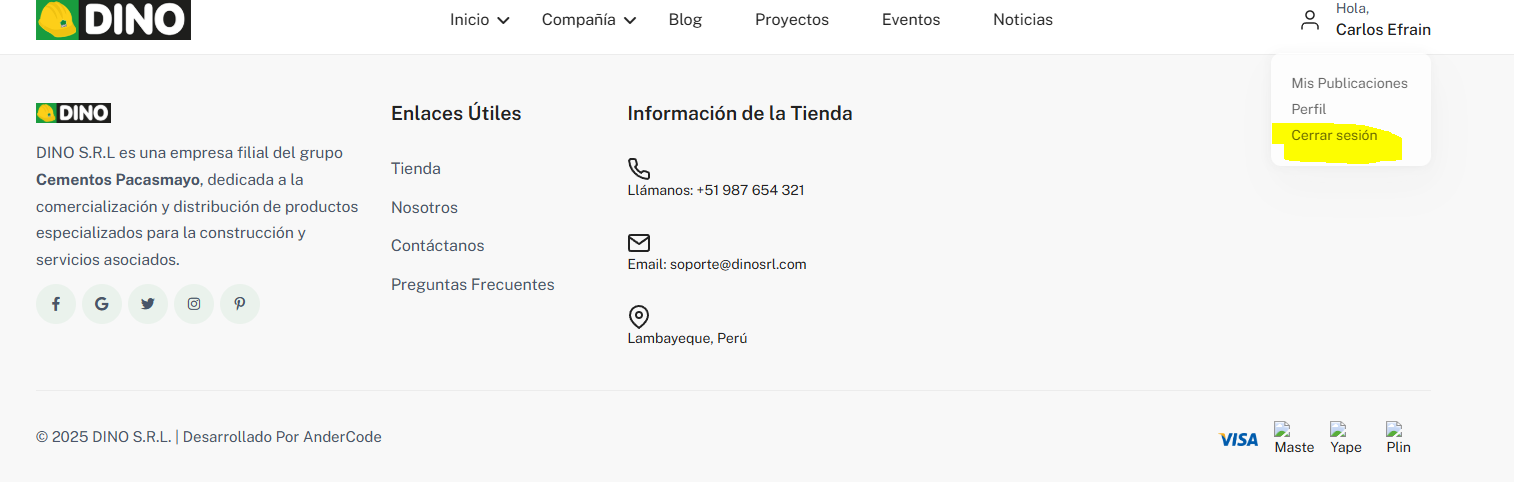 DINO
Inicio
Compañía
Blog
Proyectos
Eventos
Noticias
Hola,
Carlos Efrain
Mis Publicaciones
Perfil
Cerrar sesión
DINO
DINO S.R.L es una empresa filial del grupo
Cementos Pacasmayo, dedicada a la
comercialización y distribución de productos
especializados para la construcción y
servicios asociados.
Enlaces Útiles
Tienda
Nosotros
Contáctanos
Preguntas Frecuentes
Información de la Tienda
Llámanos: +51 987 654 321
Email: soporte@dinosrl.com
Lambayeque, Perú
© 2025 DINO S.R.L. | Desarrollado Por AnderCode
VISA
Maste
Yape
Plin